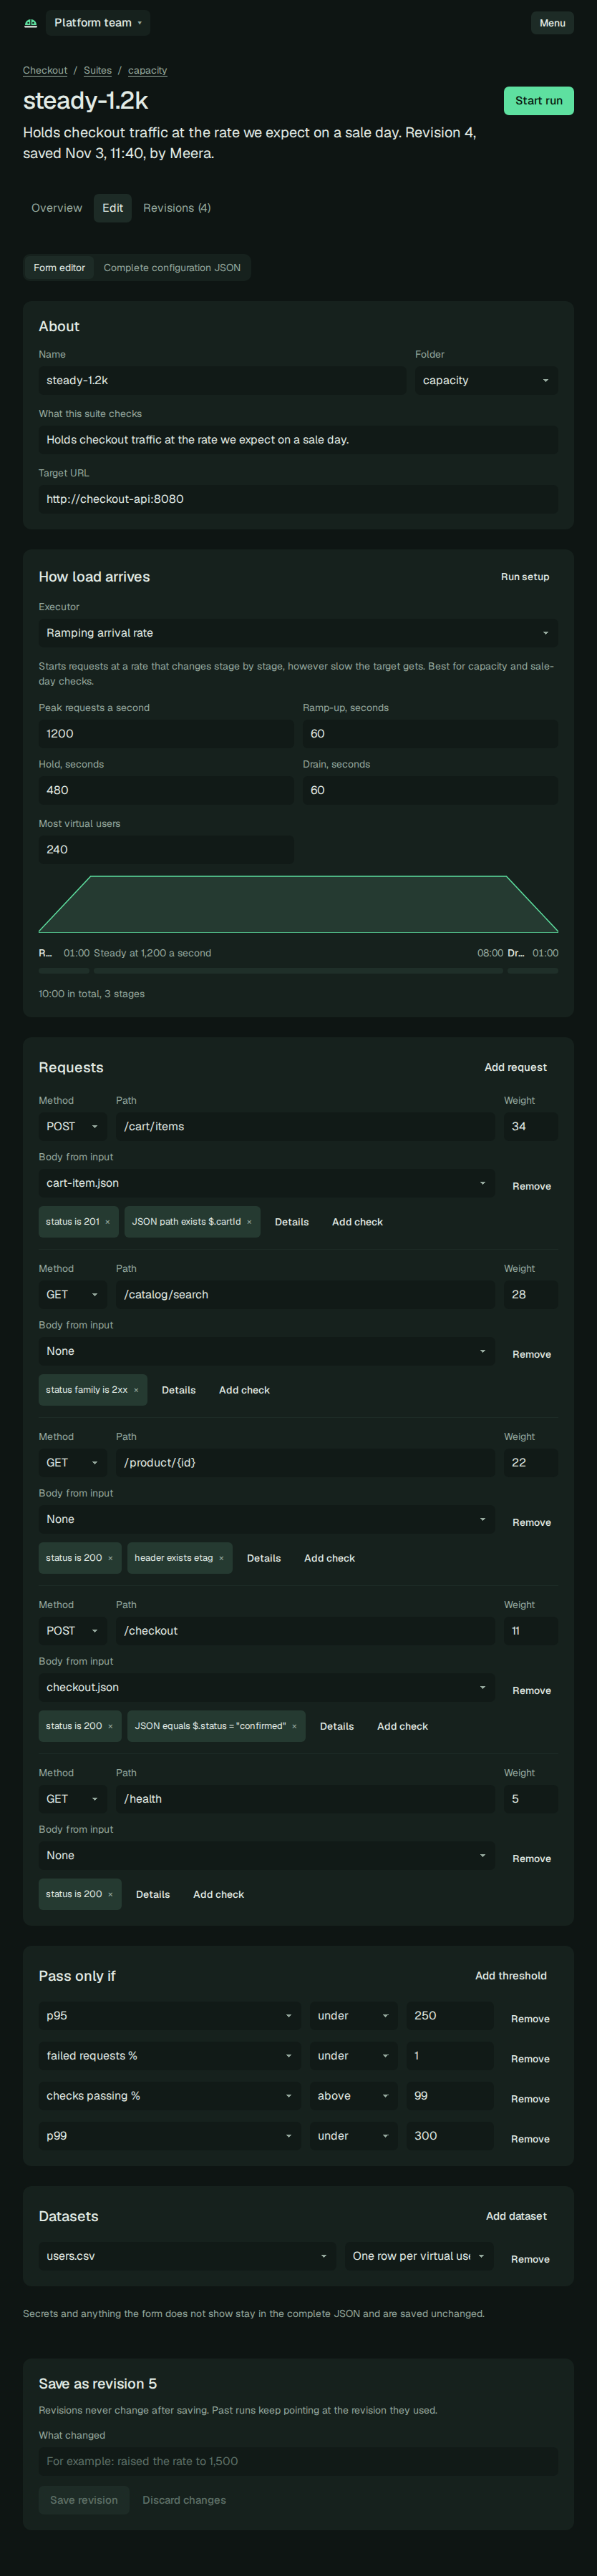 Platform team
Menu
Checkout / Suites / capacity
steady-1.2k
Start run
Holds checkout traffic at the rate we expect on a sale day. Revision 4,
saved Nov 3, 11:40, by Meera.
Overview
Edit
Revisions (4)
Form editor
Complete configuration JSON
About
Name
Folder
steady-1.2k
capacity
What this suite checks
Holds checkout traffic at the rate we expect on a sale day.
Target URL
http://checkout-api:8080
How load arrives
Run setup
Executor
Ramping arrival rate
Starts requests at a rate that changes stage by stage, however slow the target gets. Best for capacity and sale-
day checks.
Peak requests a second
Ramp-up, seconds
1200
60
Hold, seconds
Drain, seconds
480
60
Most virtual users
240
R... 01:00 Steady at 1,200 a second 08:00 Dr... 01:00
10:00 in total, 3 stages
Requests
Add request
Method
Path
Weight
POST
/cart/items
34
Body from input
cart-item.json
Remove
status is 201 ×
JSON path exists $.cartId ×
Details
Add check
Method
Path
Weight
GET
/catalog/search
28
Body from input
None
Remove
status family is 2xx ×
Details
Add check
Method
Path
Weight
GET
/product/{id}
22
Body from input
None
Remove
status is 200 ×
header exists etag ×
Details
Add check
Method
Path
Weight
POST
/checkout
11
Body from input
checkout.json
Remove
status is 200 ×
JSON equals $.status = "confirmed" ×
Details
Add check
Method
Path
Weight
GET
/health
5
Body from input
None
Remove
status is 200 ×
Details
Add check
Pass only if
Add threshold
p95
under
250
Remove
failed requests %
under
1
Remove
checks passing %
above
99
Remove
p99
under
300
Remove
Datasets
Add dataset
users.csv
One row per virtual use
Remove
Secrets and anything the form does not show stay in the complete JSON and are saved unchanged.
Save as revision 5
Revisions never change after saving. Past runs keep pointing at the revision they used.
What changed
For example: raised the rate to 1,500
Save revision
Discard changes